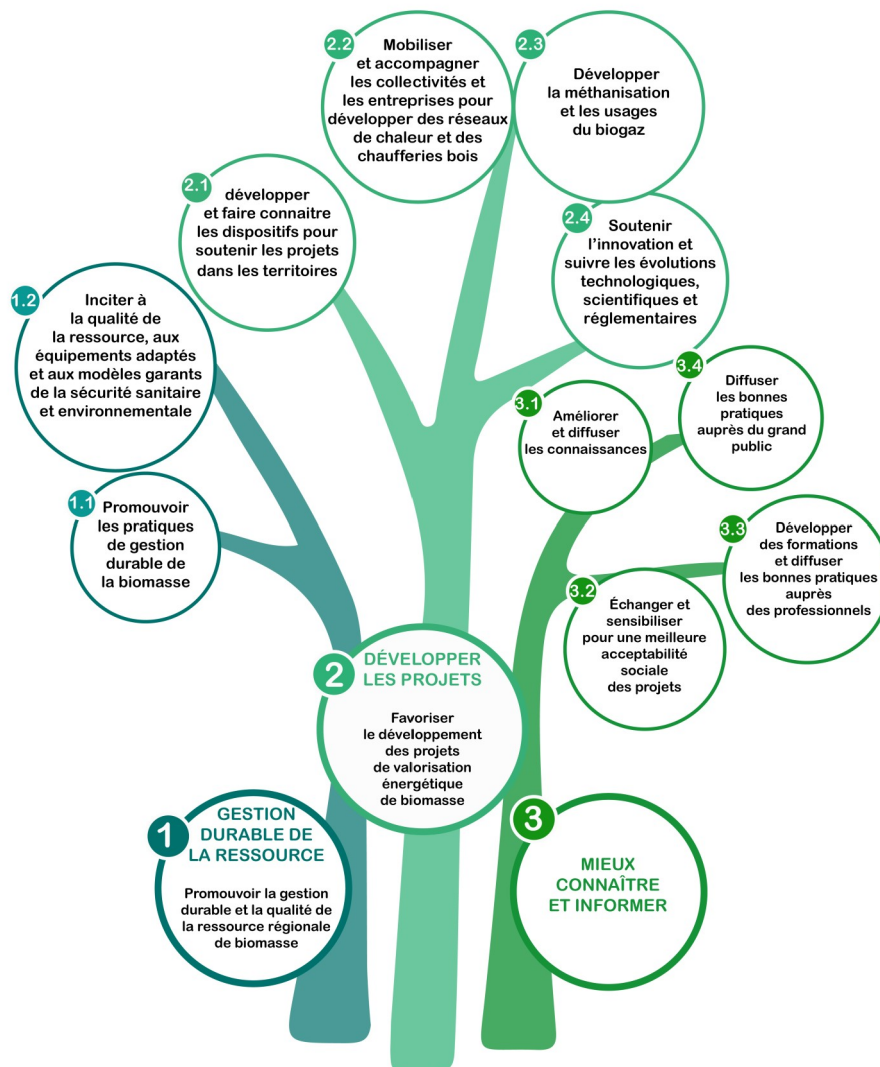 2.2
Mobiliser
et accompagner
les collectivités et
les entreprises pour
développer des réseaux
de chaleur et des
chaufferies bois
2.3
Développer
la méthanisation
et les usages
du biogaz
2.1
développer
et faire connaitre
les dispositifs pour
soutenir les projets
dans les territoires
2.4
Soutenir
l'innovation et
suivre les évolutions
technologiques,
scientifiques et
réglementaires
1.2
Inciter à
la qualité de
la ressource, aux
équipements adaptés
et aux modèles garants
de la sécurité sanitaire
et environnementale
3.4
Diffuser
les bonnes
pratiques
auprès du grand
public
3.1
Améliorer
et diffuser
les connaissances
1.1
Promouvoir
les pratiques
de gestion
durable de
la biomasse
3.3
Développer
des formations
et diffuser
les bonnes pratiques
auprès
des professionnels
3.2
Échanger et
sensibiliser
pour une meilleure
acceptabilité
sociale
des projets
2
DÉVELOPPER
LES PROJETS
Favoriser
le développement
des projets
de valorisation
énergétique
de biomasse
1
GESTION
DURABLE DE
LA RESSOURCE
Promouvoir la gestion
durable et la qualité de
la ressource régionale
de biomasse
3
MIEUX
CONNAÎTRE
ET INFORMER